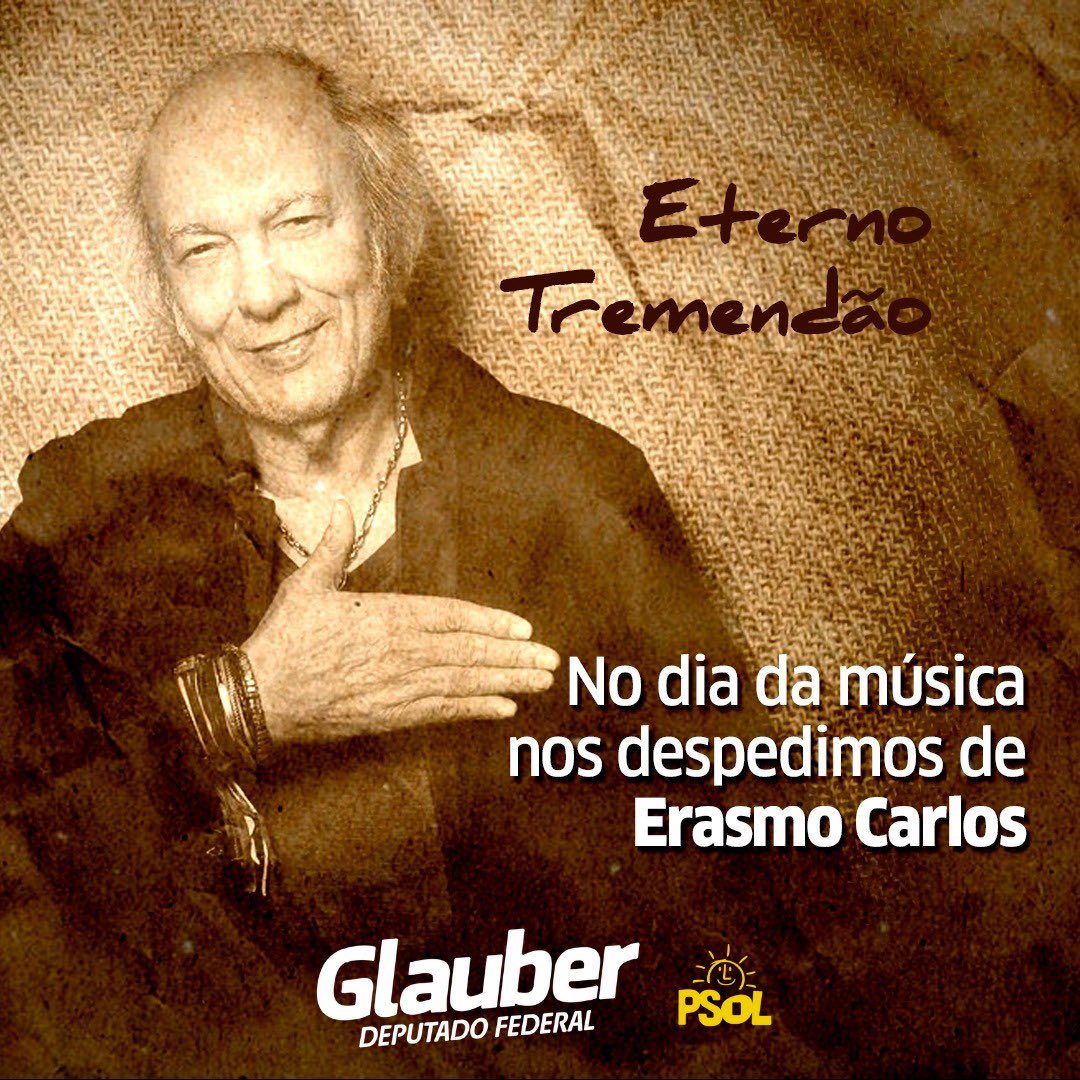 Eterno
Tremendão
No dia da música
nos despedimos de
Erasmo Carlos
Glauber
DEPUTADO FEDERAL
PSOL